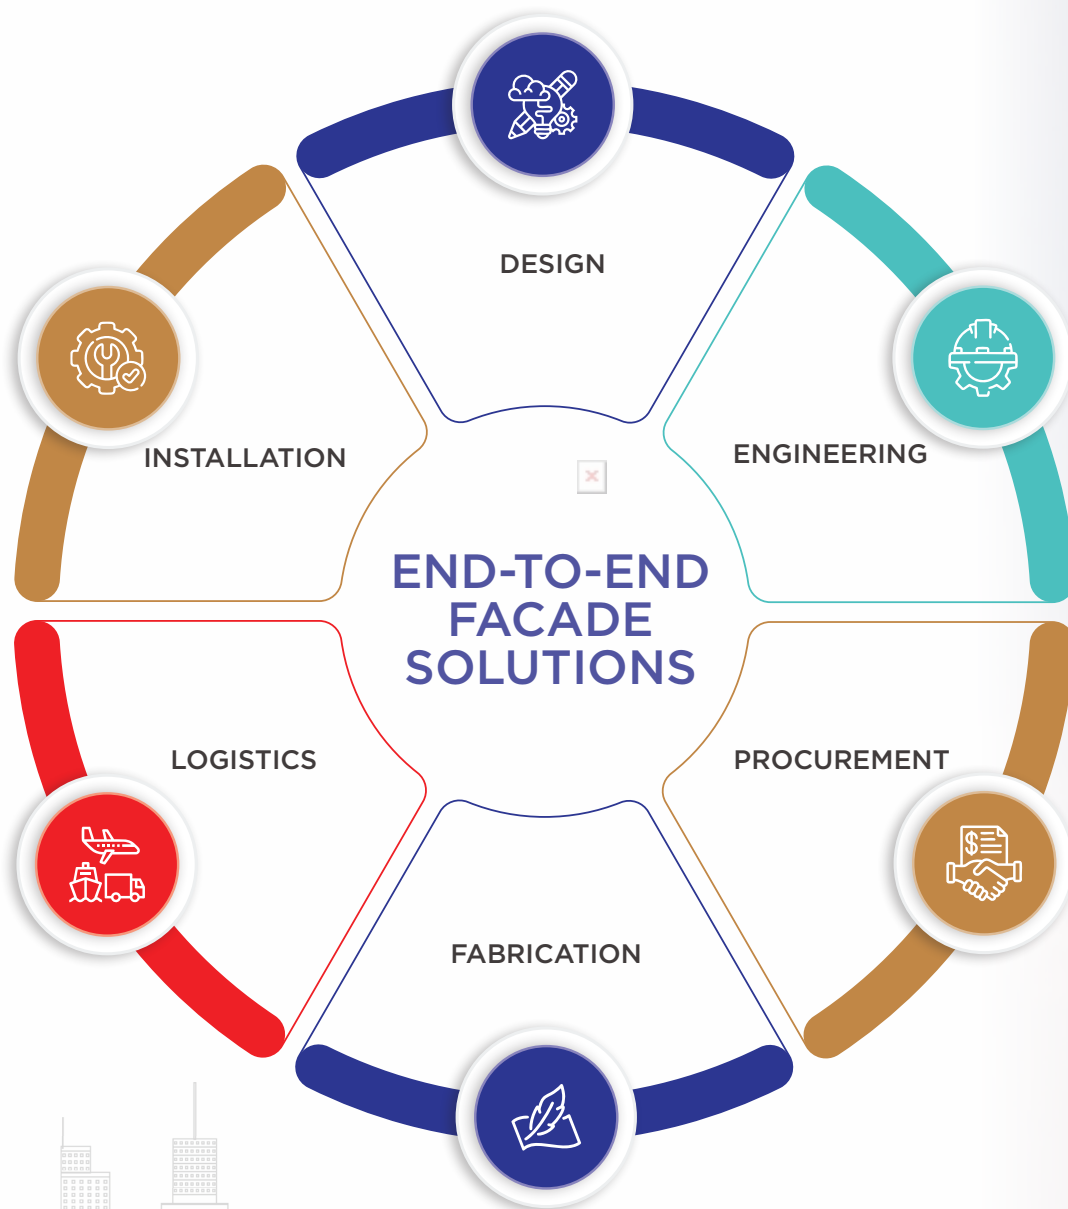 DESIGN
INSTALLATION
ENGINEERING
END-TO-END
FACADE
SOLUTIONS
LOGISTICS
PROCUREMENT
FABRICATION
$